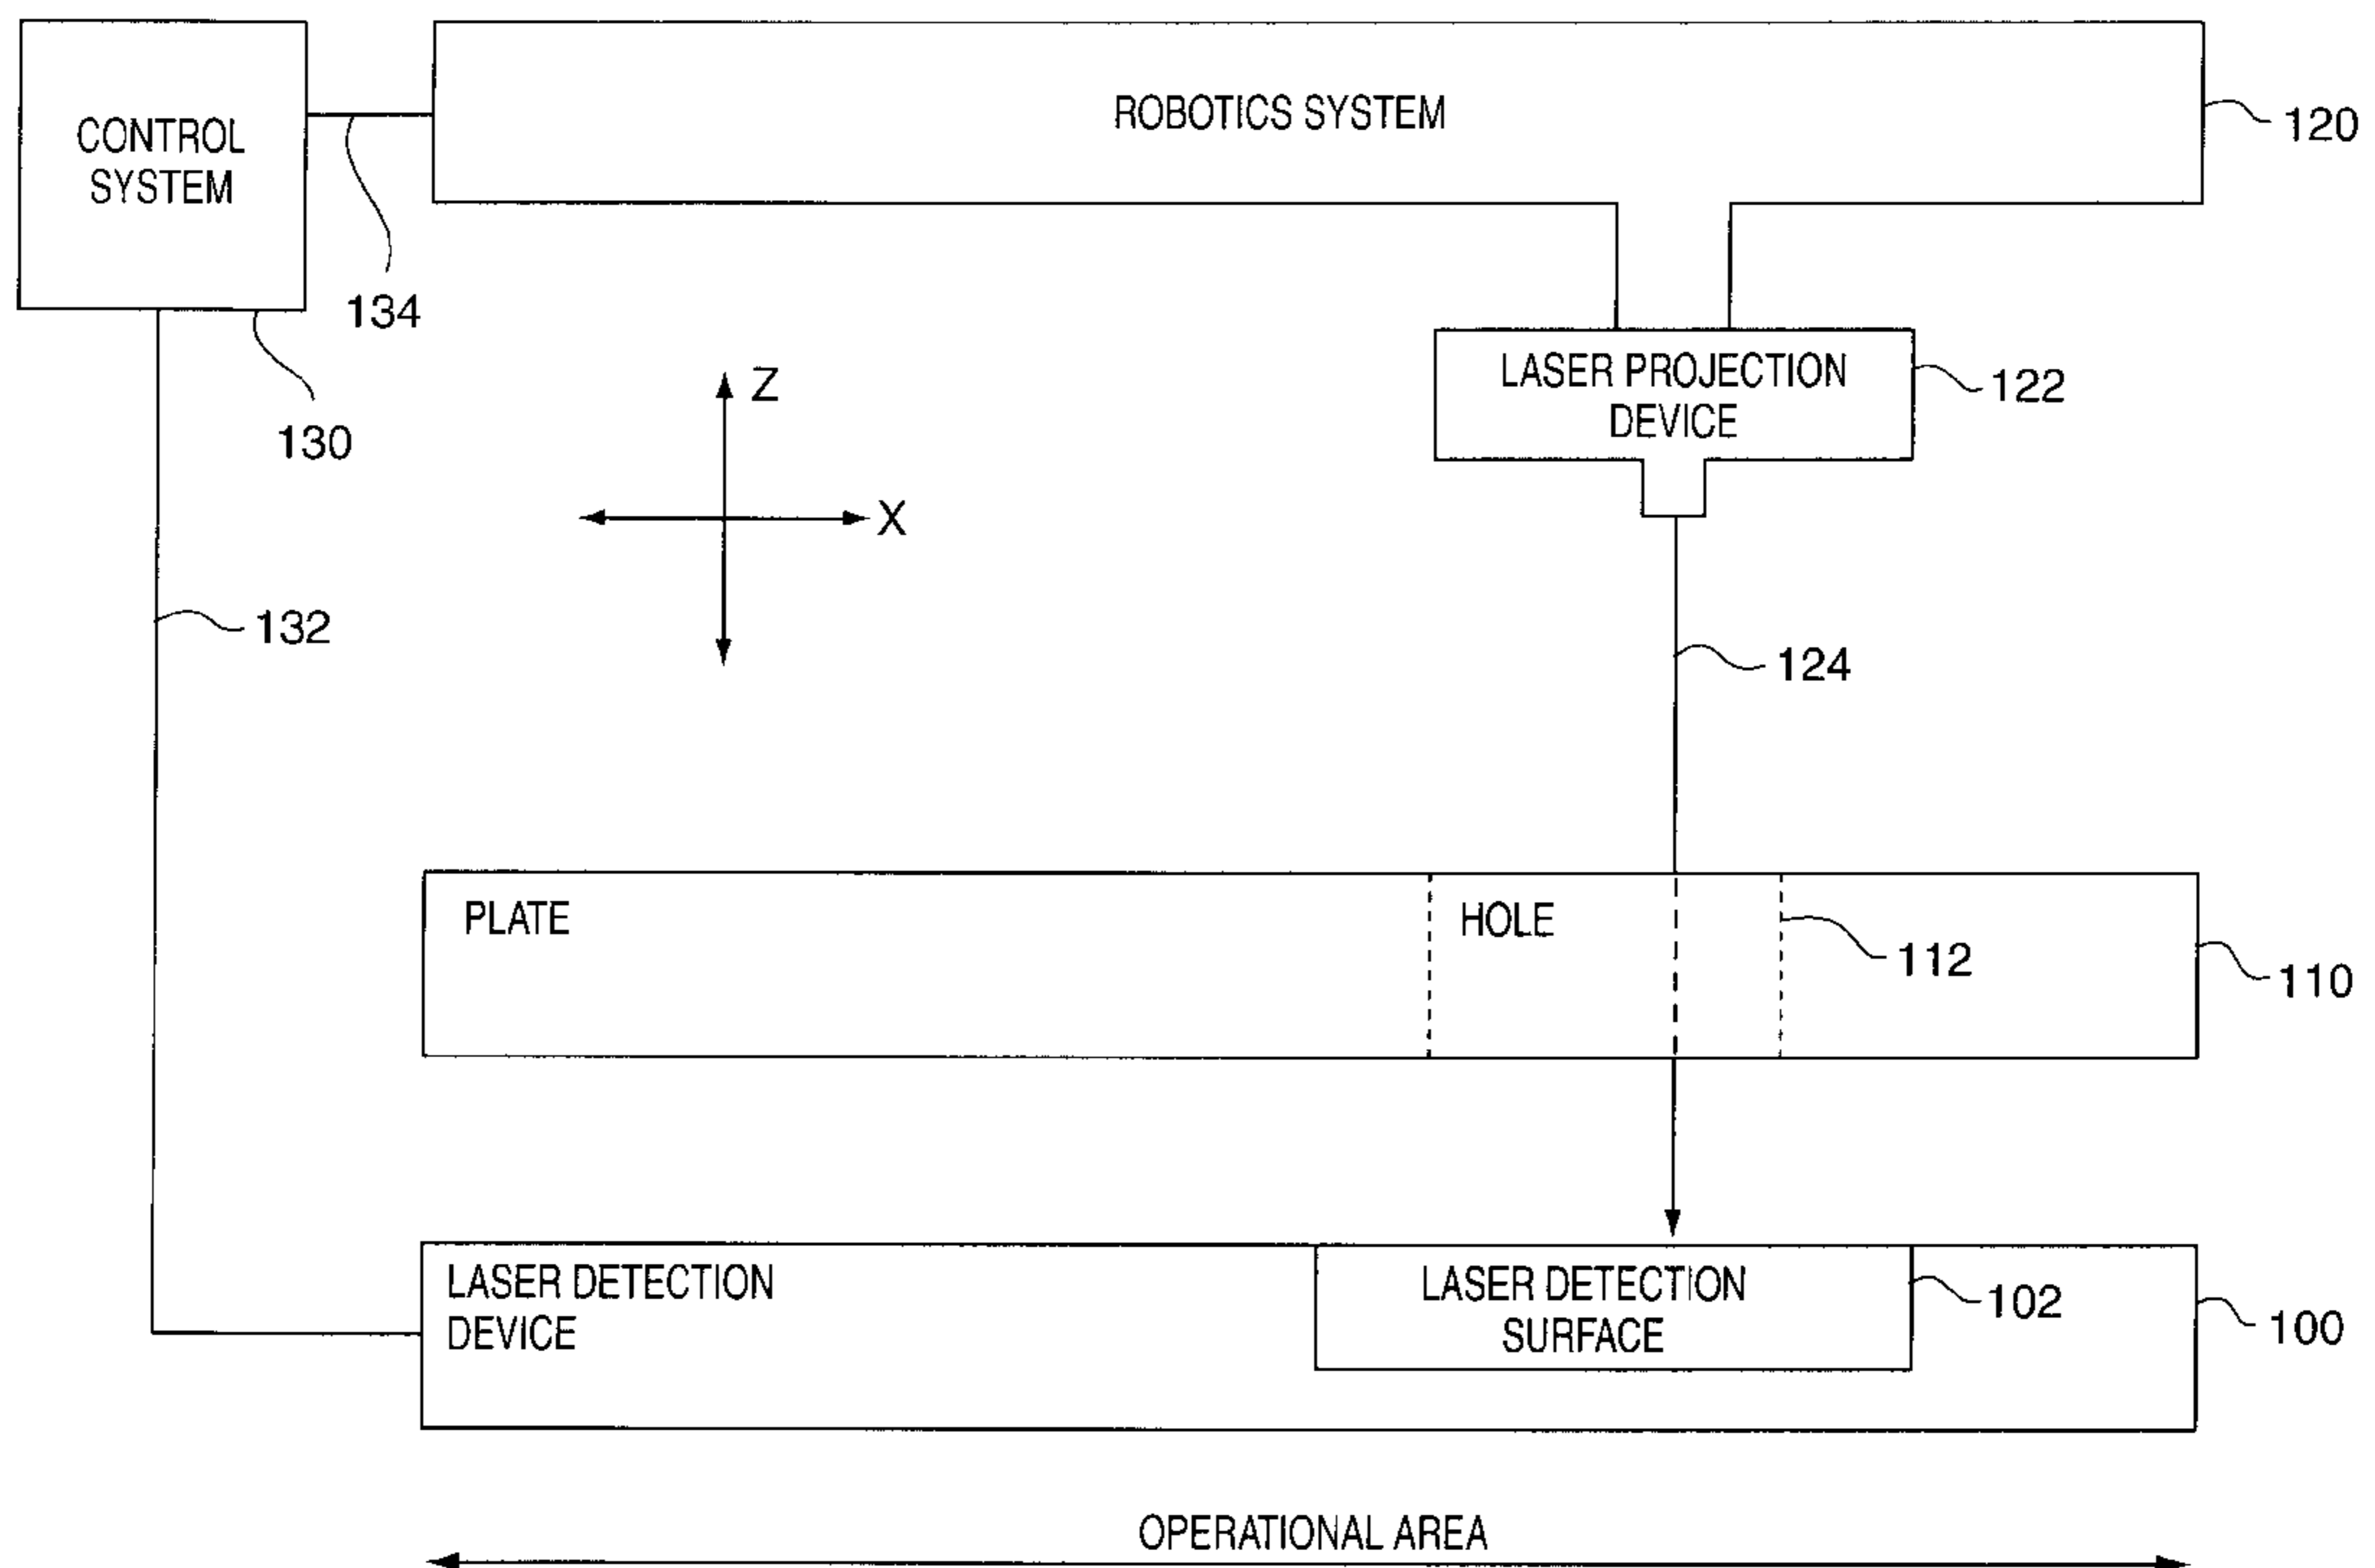 CONTROL
SYSTEM
ROBOTICS SYSTEM
120
134
130
Z
X
LASER PROJECTION
DEVICE
122
132
124
PLATE
HOLE
112
110
LASER DETECTION
DEVICE
LASER DETECTION
SURFACE
102
100
OPERATIONAL AREA